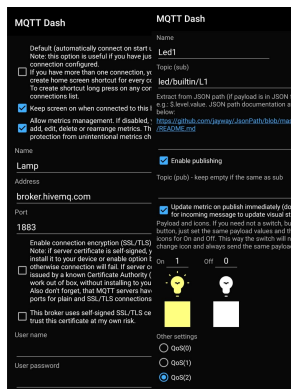 MQTT Dash
Default (automatically connect on start u
Note: this option is useful if you have jus
connection configured.
If you have more than one connection, yo
create home screen shortcut for every co
To create shortcut long press on any con
connections list.
Keep screen on when connected to this b
Allow metrics management. If disabled, y
add, edit, delete or rearrange metrics. Th
protection from unintentional metrics ch
Name
Lamp
Address
broker.hivemq.com
Port
1883
Enable connection encryption (SSL/TLS)
Note: if server certificate is self-signed, y
install it to your device or enable option b
otherwise connection will fail. If server ce
issued by a known Certificate Authority (
work out of box, without installing to you
Also don't forget, that MQTT servers have
ports for plain and SSL/TLS connections
This broker uses self-signed SSL/TLS ce
trust this certificate at my own risk.
User name
User password
MQTT Dash
Name
Led1
Topic (sub)
led/builtin/L1
Extract from JSON path (if payload is in JSON f
e.g.: $.level.value. JSON path documentation a
below:
https://github.com/jayway/JsonPath/blob/mas
/README.md
Enable publishing
Topic (pub) - keep empty if the same as sub
Update metric on publish immediately (do
for incoming message to update visual st
Payload and icons. If you need not a switch, bu
button, just set the same payload values and th
icons for On and Off. This way the switch will n
change icon and always send the same payloa
On 1 Off 0
Other settings
QoS(0)
QoS(1)
QoS(2)